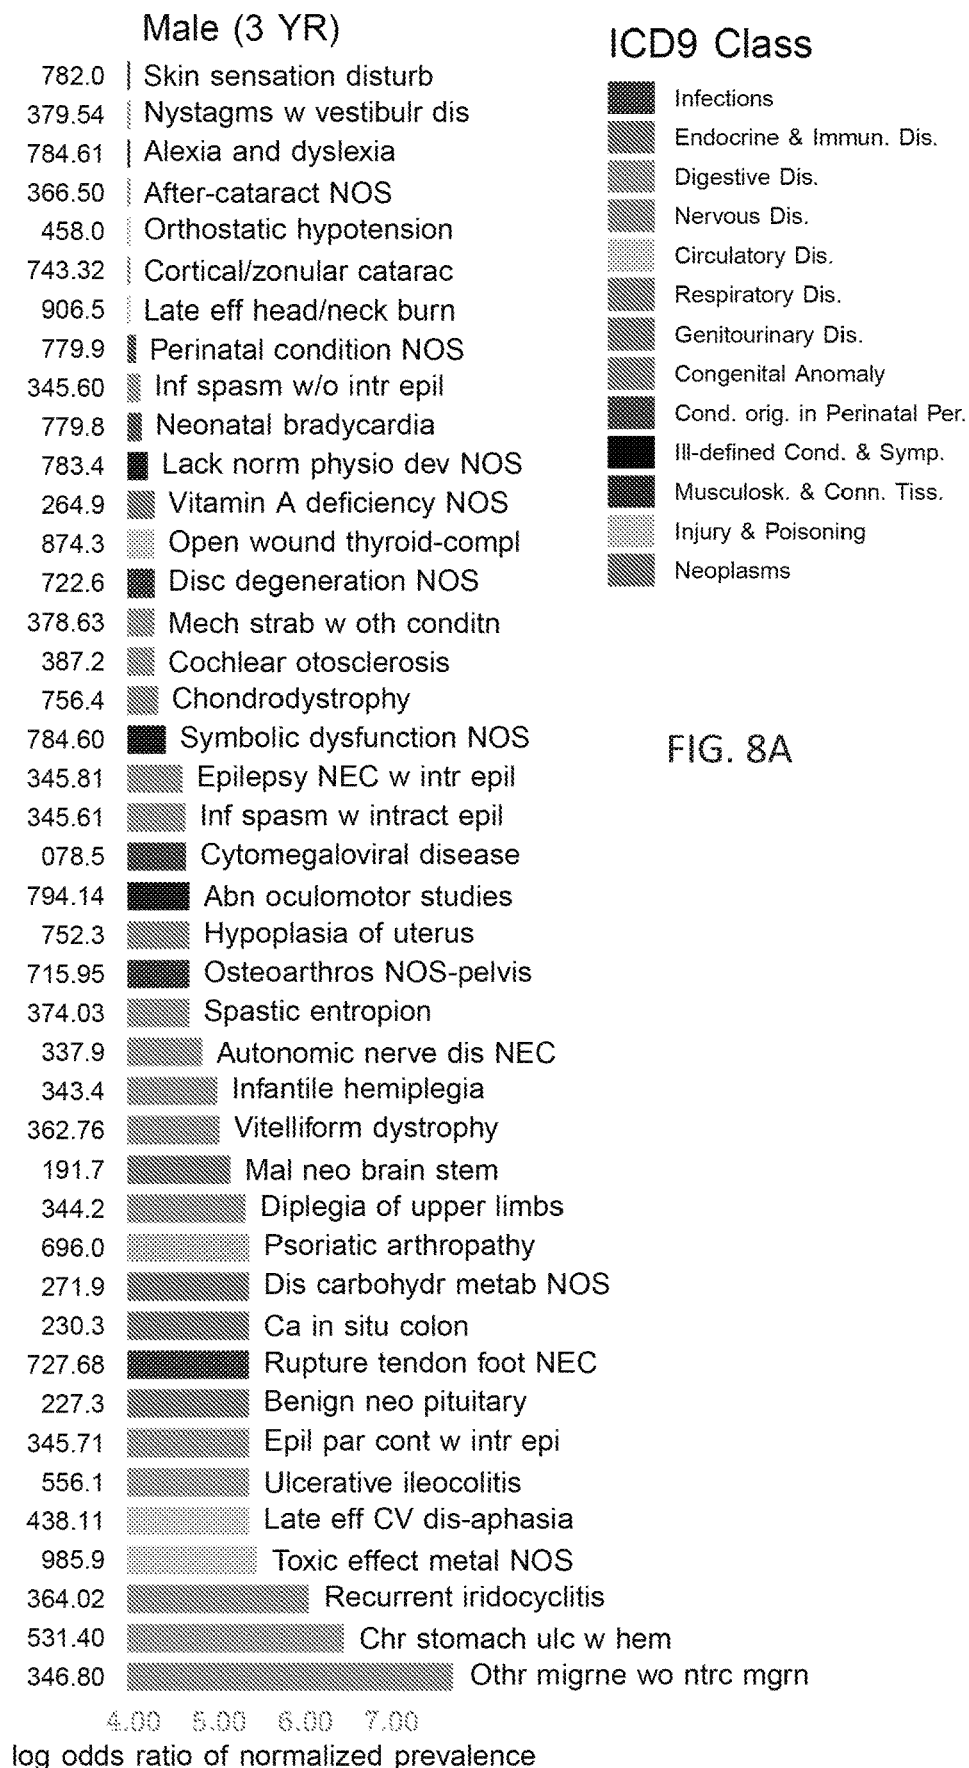 Male (3 YR)
782.0 Skin sensation disturb
379.54 Nystagms w vestibulr dis
784.61 Alexia and dyslexia
366.50 After-cataract NOS
458.0 Orthostatic hypotension
743.32 Cortical/zonular catarac
906.5 Late eff head/neck burn
779.9 Perinatal condition NOS
345.60 Inf spasm w/o intr epil
779.8 Neonatal bradycardia
783.4 Lack norm physio dev NOS
264.9 Vitamin A deficiency NOS
874.3 Open wound thyroid-compl
722.6 Disc degeneration NOS
378.63 Mech strab w oth conditn
387.2 Cochlear otosclerosis
756.4 Chondrodystrophy
784.60 Symbolic dysfunction NOS
345.81 Epilepsy NEC w intr epil
345.61 Inf spasm w intract epil
078.5 Cytomegaloviral disease
794.14 Abn oculomotor studies
752.3 Hypoplasia of uterus
715.95 Osteoarthros NOS-pelvis
374.03 Spastic entropion
337.9 Autonomic nerve dis NEC
343.4 Infantile hemiplegia
362.76 Vitelliform dystrophy
191.7 Mal neo brain stem
344.2 Diplegia of upper limbs
696.0 Psoriatic arthropathy
271.9 Dis carbohydr metab NOS
230.3 Ca in situ colon
727.68 Rupture tendon foot NEC
227.3 Benign neo pituitary
345.71 Epil par cont w intr epi
556.1 Ulcerative ileocolitis
438.11 Late eff CV dis-aphasia
985.9 Toxic effect metal NOS
364.02 Recurrent iridocyclitis
531.40 Chr stomach ulc w hem
346.80 Othr migrne wo ntrc mgrn
4.00 5.00 6.00 7.00
log odds ratio of normalized prevalence
ICD9 Class
Infections
Endocrine & Immun. Dis.
Digestive Dis.
Nervous Dis.
Circulatory Dis.
Respiratory Dis.
Genitourinary Dis.
Congenital Anomaly
Cond. orig. in Perinatal Per.
Ill-defined Cond. & Symp.
Musculosk. & Conn. Tiss.
Injury & Poisoning
Neoplasms
FIG. 8A